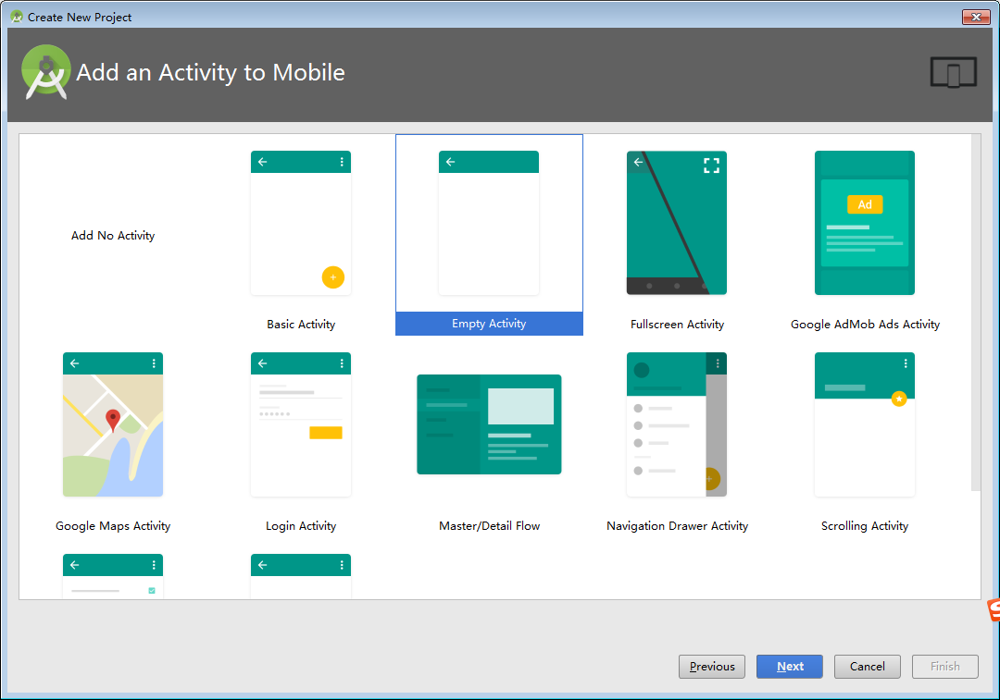 Create New Project
Add an Activity to Mobile
Add No Activity
Basic Activity
Empty Activity
Fullscreen Activity
Ad
Google AdMob Ads Activity
Google Maps Activity
Login Activity
Master/Detail Flow
Navigation Drawer Activity
Scrolling Activity
Previous
Next
Cancel
Finish